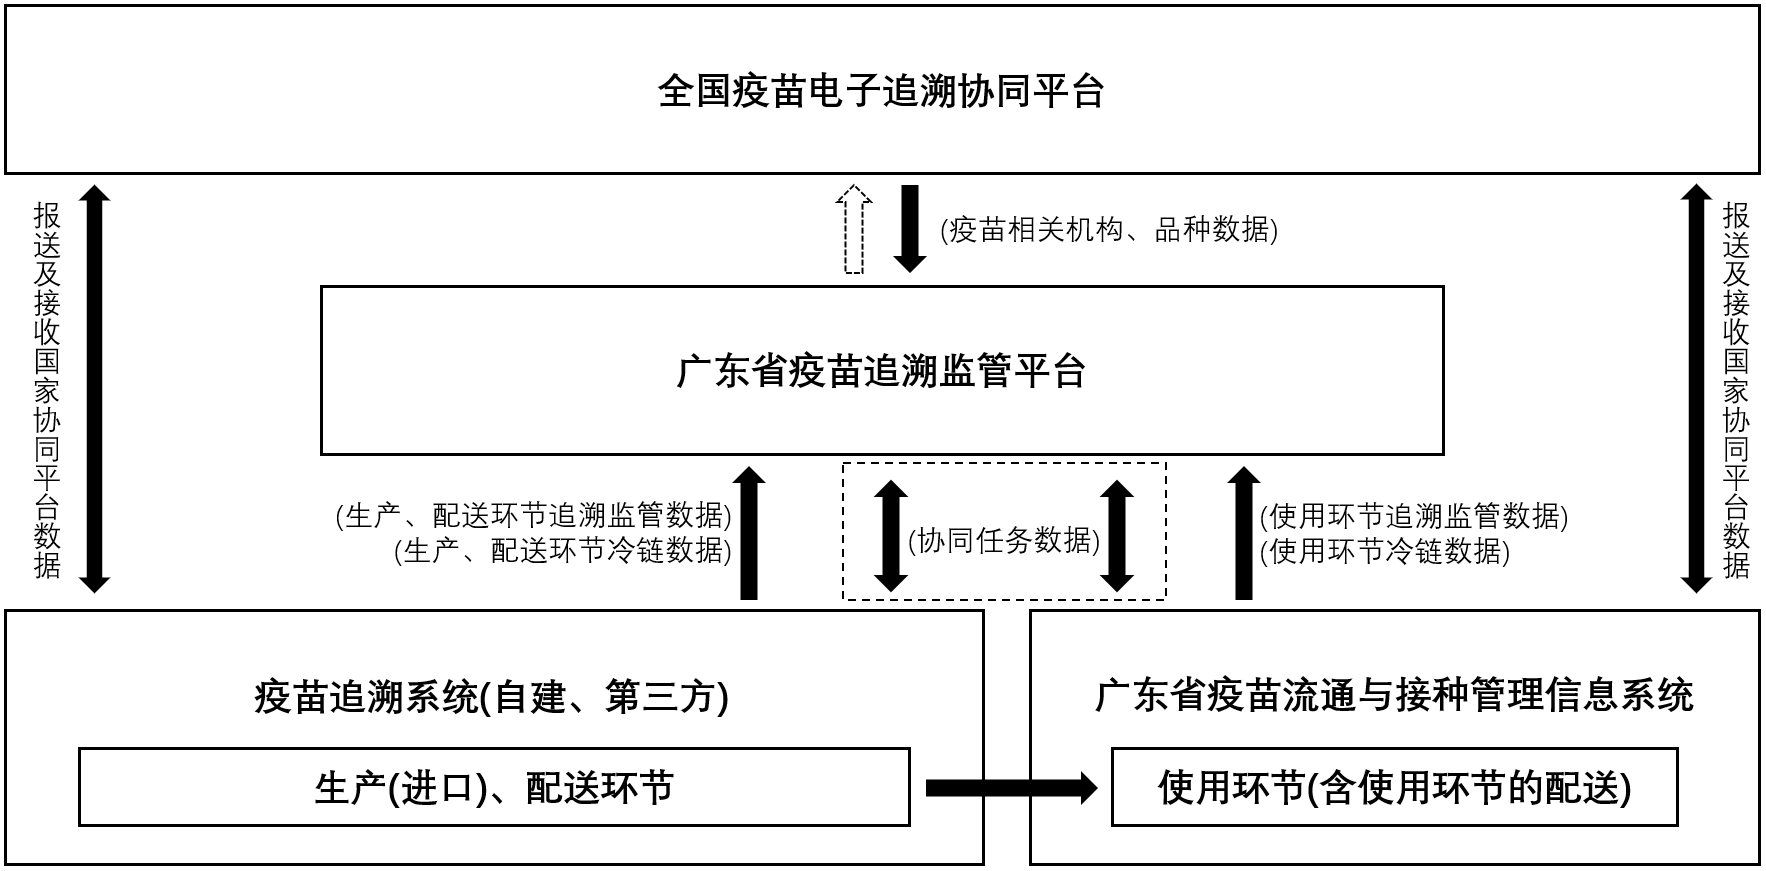 全国疫苗电子追溯协同平台
报送及接收国家协同平台数据
(疫苗相关机构、品种数据)
报送及接收国家协同平台数据
广东省疫苗追溯监管平台
(生产、配送环节追溯监管数据)
(生产、配送环节冷链数据)
(协同任务数据)
(使用环节追溯监管数据)
(使用环节冷链数据)
疫苗追溯系统(自建、第三方)
生产(进口)、配送环节
广东省疫苗流通与接种管理信息系统
使用环节(含使用环节的配送)